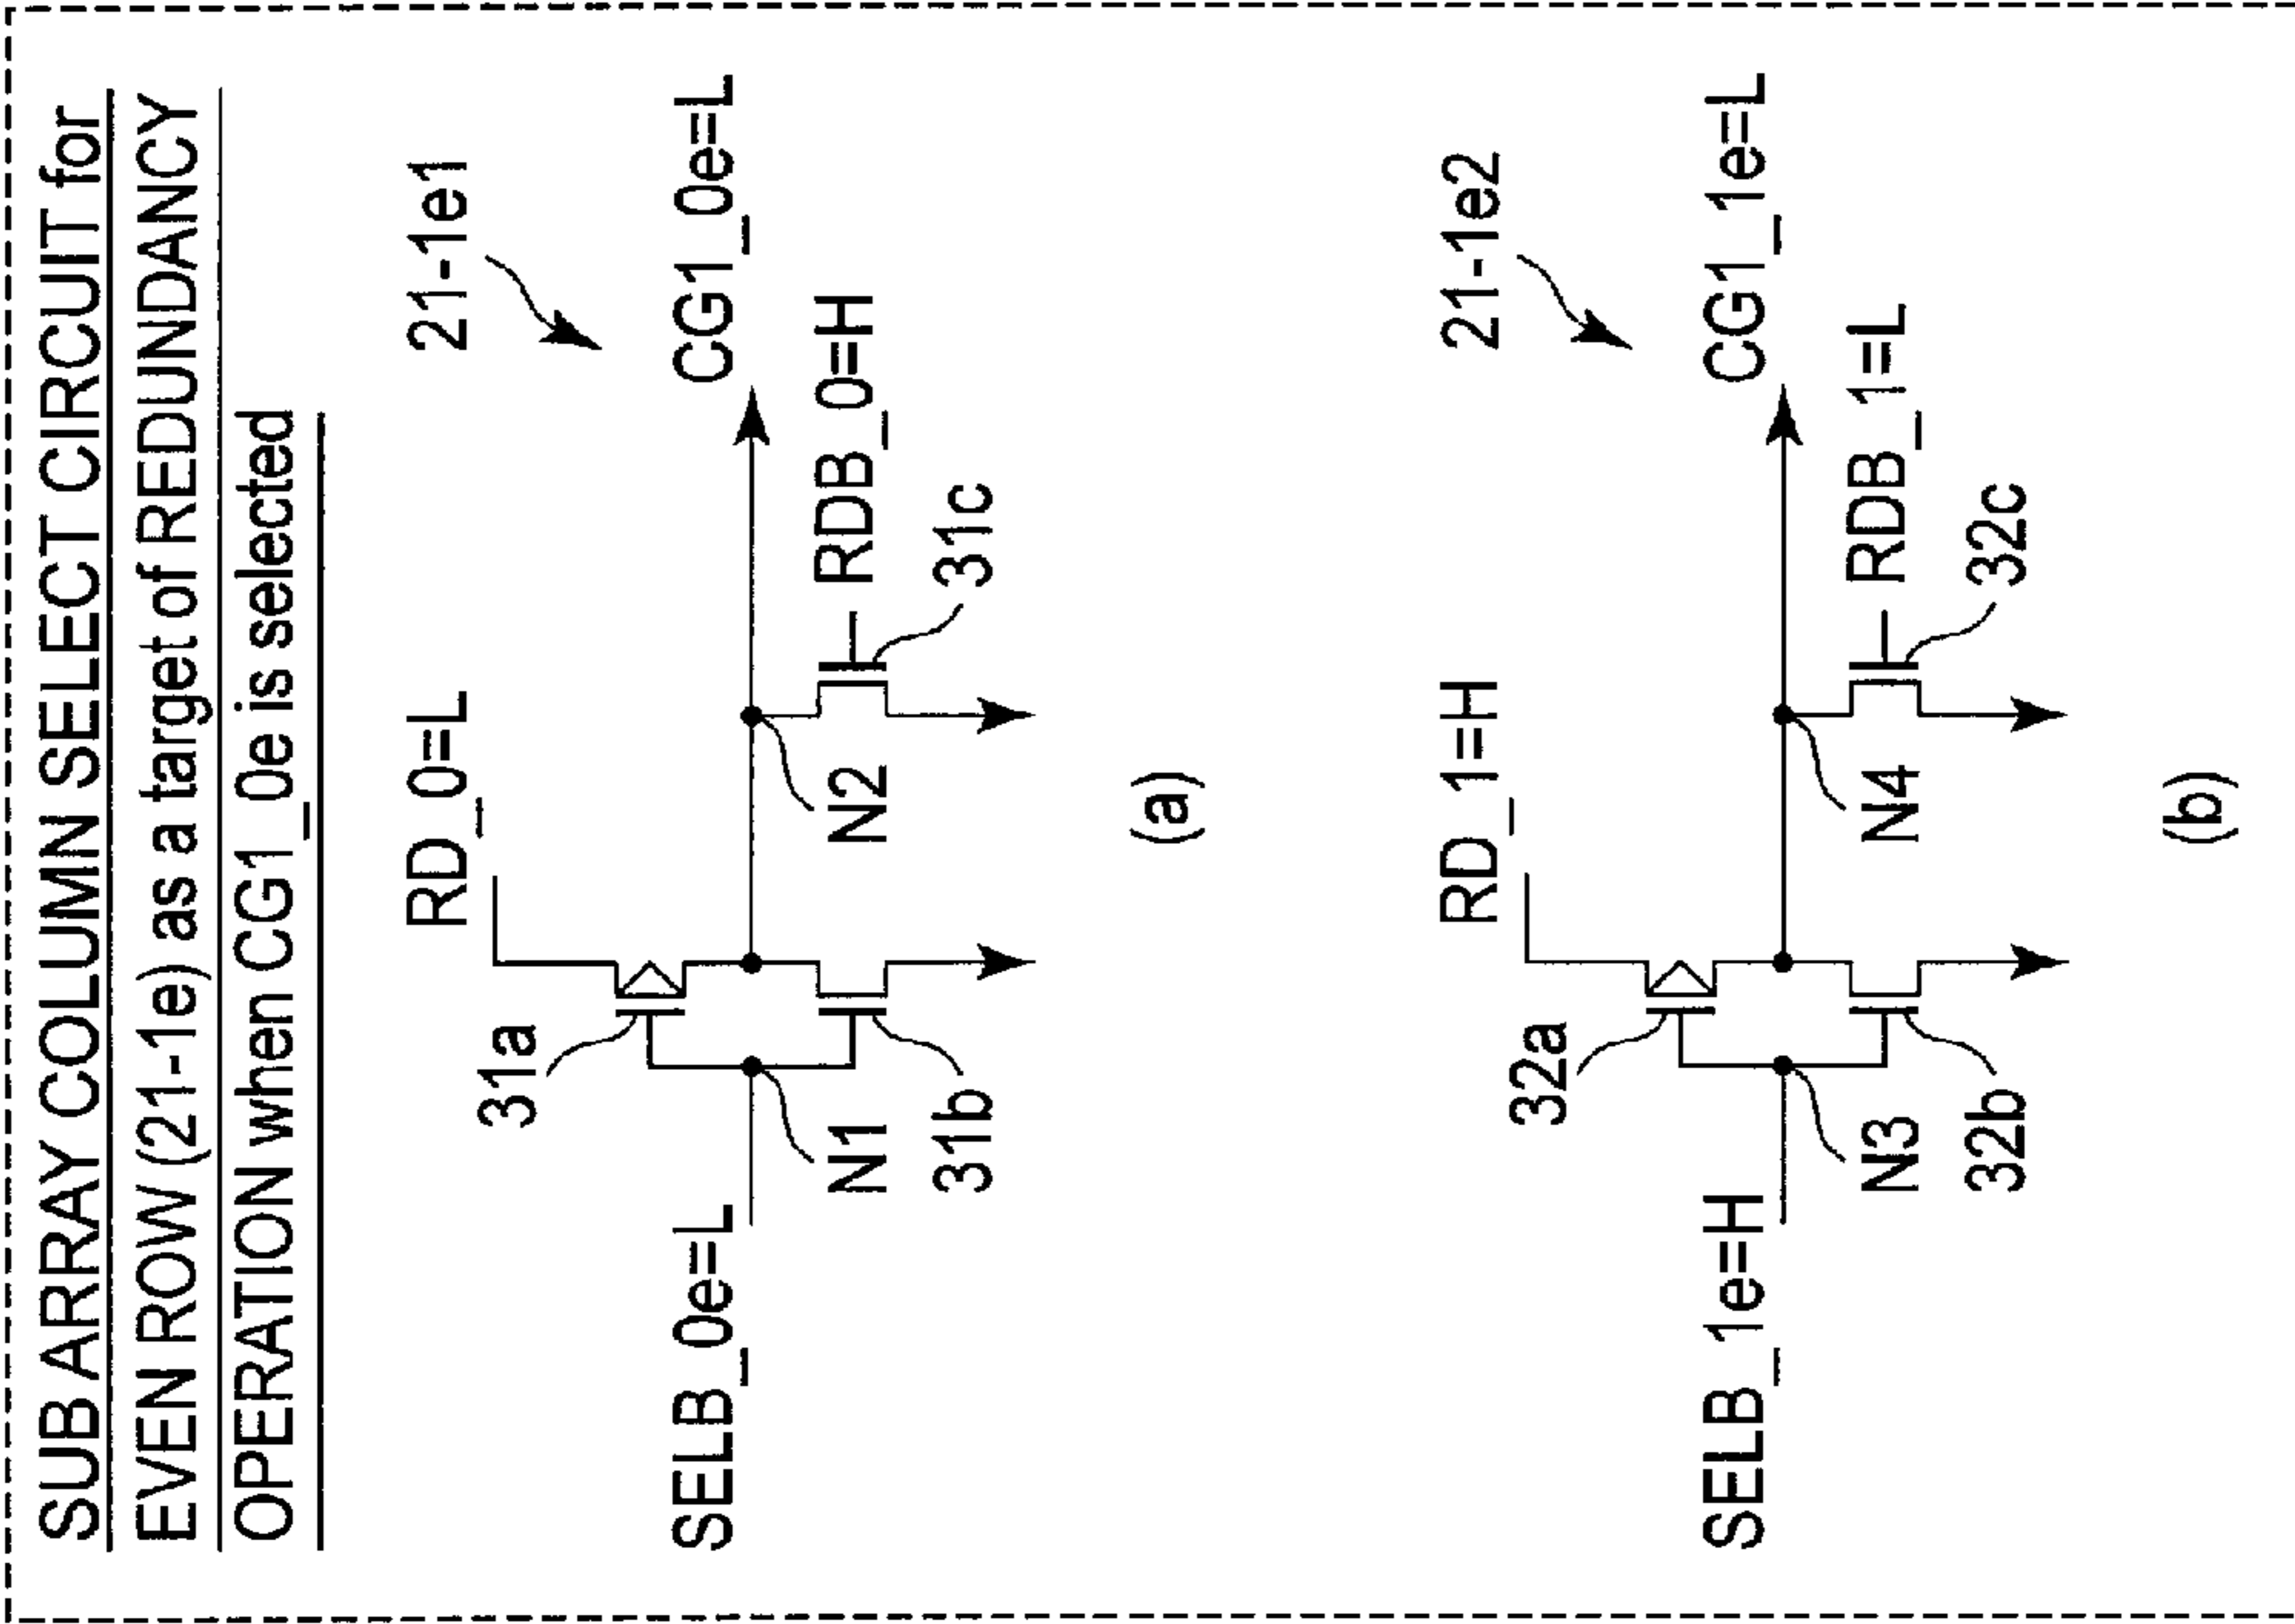 SUB ARRAY COLUMN SELECT CIRCUIT for
EVEN ROW (21-1e) as a target of REDUNDANCY
OPERATION when CG1_0e is selected
RD_0=L
21-1e1
31a
SELB_0e=L
CG1_0e=L
N1
N2
RDB_0=H
31b
31c
(a)
RD_1=H
21-1e2
32a
SELB_1e=H
CG1_1e=L
N3
N4
RDB_1=L
32b
32c
(b)